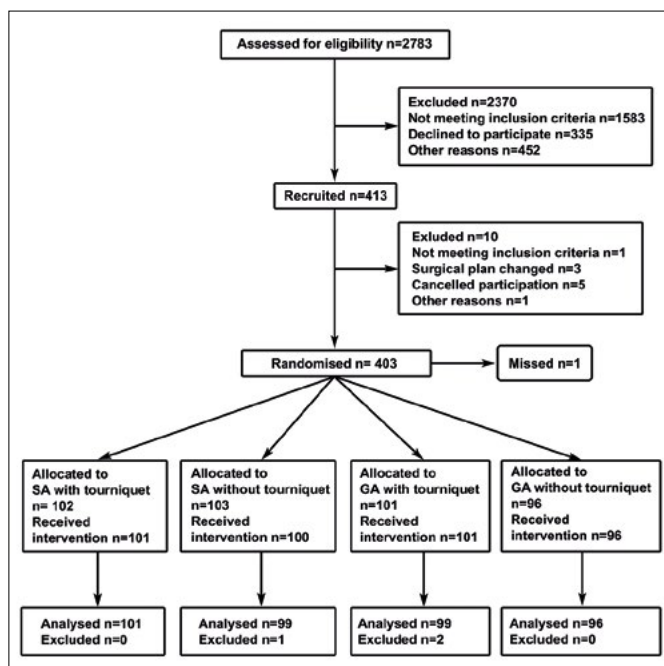 Assessed for eligibility n=2783
Excluded n=2370
Not meeting inclusion criteria n=1583
Declined to participate n=335
Other reasons n=452
Recruited n=413
Exluded n=10
Not meeting inclusion criteria n=1
Surgical plan changed n=3
Cancelled participation n=5
Other reasons n=1
Randomised n= 403
Missed n=1
Allocated to
SA with tourniquet
n= 102
Received
intervention n=101
Allocated to
SA without tourniquet
n=103
Received
intervention n=100
Allocated to
GA with tourniquet
n=101
Received
intervention n=101
Allocated to
GA without tourniquet
n=96
Received
intervention n=96
Analysed n=101
Excluded n=0
Analysed n=99
Excluded n=1
Analysed n=99
Excluded n=2
Analysed n=96
Excluded n=0